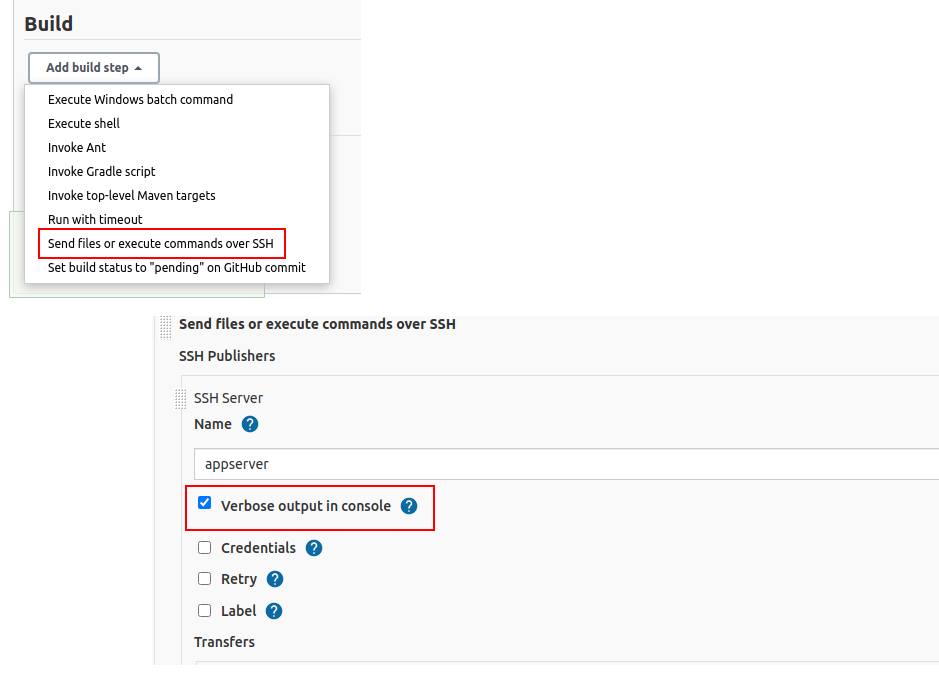 Build
Add build step
Execute Windows batch command
Execute shell
Invoke Ant
Invoke Gradle script
Invoke top-level Maven targets
Run with timeout
Send files or execute commands over SSH
Set build status to "pending" on GitHub commit
Send files or execute commands over SSH
SSH Publishers
SSH Server
Name ?
appserver
Verbose output in console ?
Credentials ?
Retry ?
Label ?
Transfers